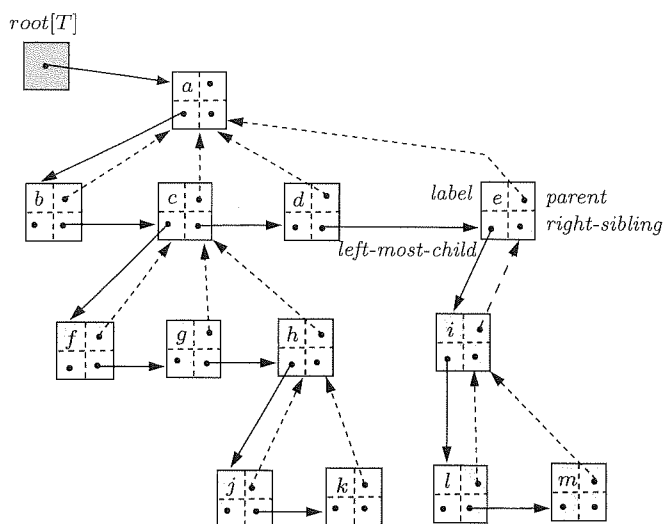 root[T]
a
b
c
d
label
e
parent
right-sibling
left-most-child
f
g
h
i
j
k
l
m